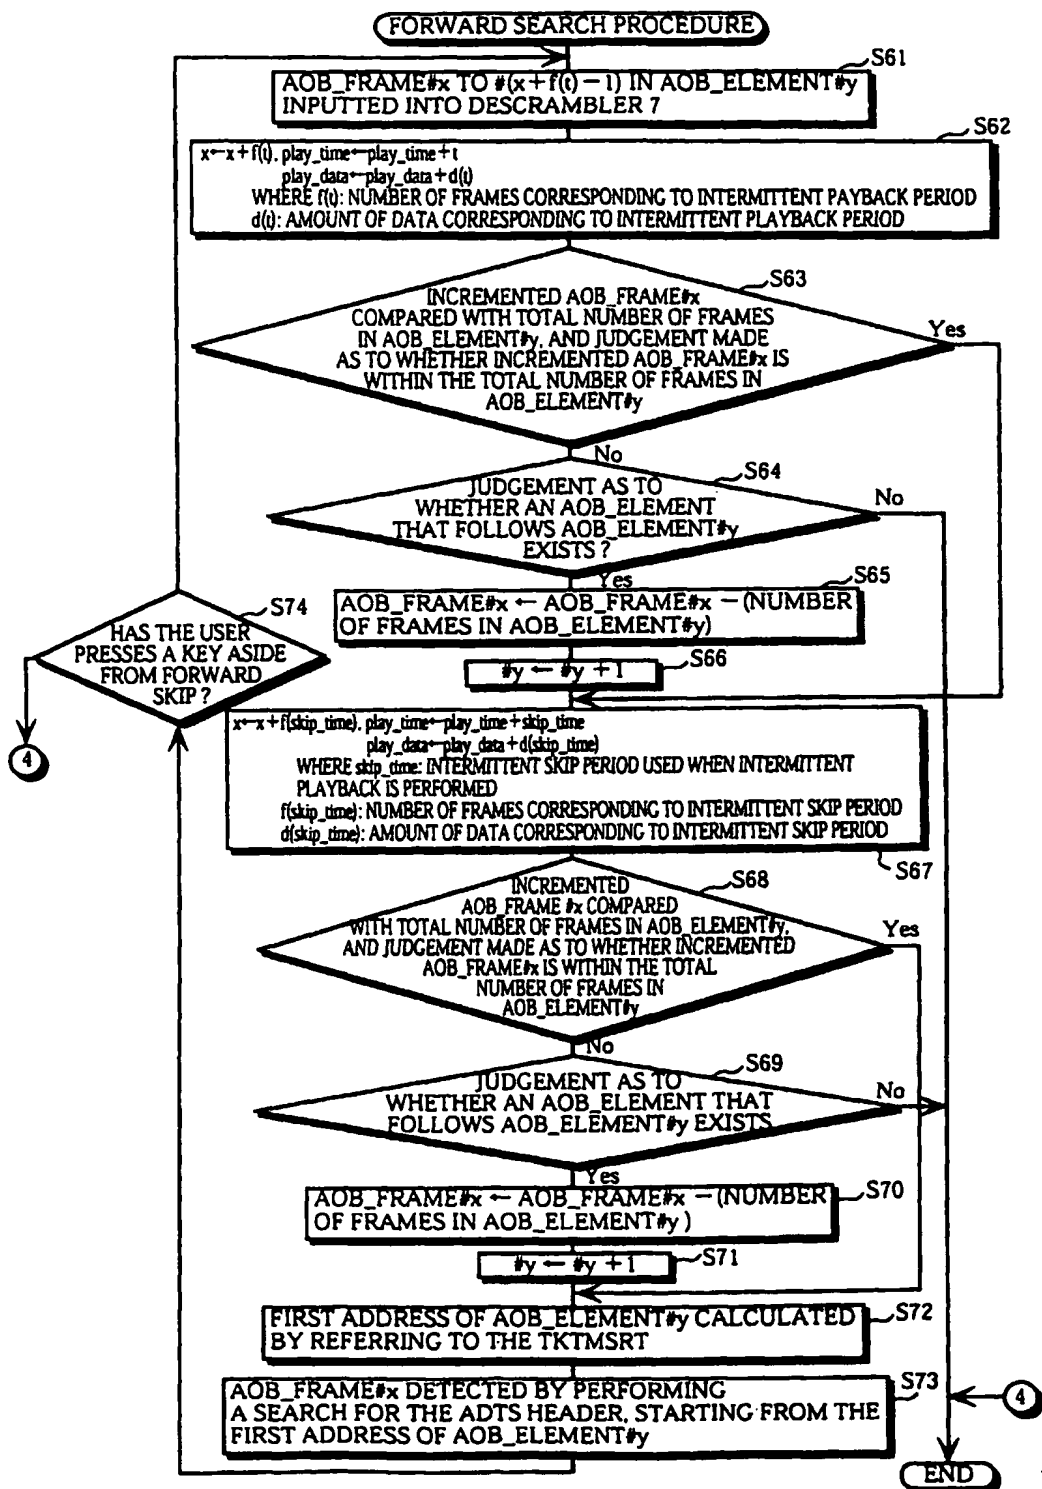 FORWARD SEARCH PROCEDURE
S61
AOB_FRAME#x TO #(x+f(t)−1) IN AOB_ELEMENT#y
INPUTTED INTO DESCRAMBLER 7
S62
x←x+f(t), play_time←play_time+t
play_data←play_data+d(t)
WHERE f(t): NUMBER OF FRAMES CORRESPONDING TO INTERMITTENT PAYBACK PERIOD
d(t): AMOUNT OF DATA CORRESPONDING TO INTERMITTENT PLAYBACK PERIOD
S63
INCREMENTED AOB_FRAME#x
COMPARED WITH TOTAL NUMBER OF FRAMES
IN AOB_ELEMENT#y, AND JUDGEMENT MADE
AS TO WHETHER INCREMENTED AOB_FRAME#x IS
WITHIN THE TOTAL NUMBER OF FRAMES IN
AOB_ELEMENT#y
Yes
No
S64
JUDGEMENT AS TO
WHETHER AN AOB_ELEMENT
THAT FOLLOWS AOB_ELEMENT#y
EXISTS ?
No
Yes
S65
AOB_FRAME#x ← AOB_FRAME#x − (NUMBER
OF FRAMES IN AOB_ELEMENT#y)
S66
#y ← #y + 1
S74
HAS THE USER
PRESSES A KEY ASIDE
FROM FORWARD
SKIP ?
4
x←x+f(skip_time), play_time←play_time+skip_time
play_data←play_data+d(skip_time)
WHERE skip_time: INTERMITTENT SKIP PERIOD USED WHEN INTERMITTENT
PLAYBACK IS PERFORMED
f(skip_time): NUMBER OF FRAMES CORRESPONDING TO INTERMITTENT SKIP PERIOD
d(skip_time): AMOUNT OF DATA CORRESPONDING TO INTERMITTENT SKIP PERIOD
S67
S68
INCREMENTED
AOB_FRAME #x COMPARED
WITH TOTAL NUMBER OF FRAMES IN AOB_ELEMENT#y,
AND JUDGEMENT MADE AS TO WHETHER INCREMENTED
AOB_FRAME#x IS WITHIN THE TOTAL
NUMBER OF FRAMES IN
AOB_ELEMENT#y
Yes
No
S69
JUDGEMENT AS TO
WHETHER AN AOB_ELEMENT THAT
FOLLOWS AOB_ELEMENT#y EXISTS
No
Yes
S70
AOB_FRAME#x ← AOB_FRAME#x − (NUMBER
OF FRAMES IN AOB_ELEMENT#y )
S71
#y ← #y + 1
S72
FIRST ADDRESS OF AOB_ELEMENT#y CALCULATED
BY REFERRING TO THE TKTMSRT
S73
AOB_FRAME#x DETECTED BY PERFORMING
A SEARCH FOR THE ADTS HEADER, STARTING FROM THE
FIRST ADDRESS OF AOB_ELEMENT#y
4
END